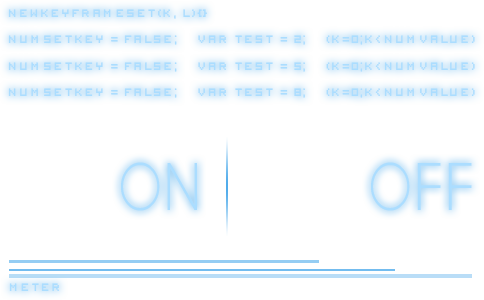 NEWKEYFRAMESET(K, L){}
NUMSETKEY = FALSE; VAR TEST = 2; (K=0;K<NUMVALUE)
NUMSETKEY = FALSE; VAR TEST = 5; (K=0;K<NUMVALUE)
NUMSETKEY = FALSE; VAR TEST = 8; (K=0;K<NUMVALUE)
ON OFF
METER